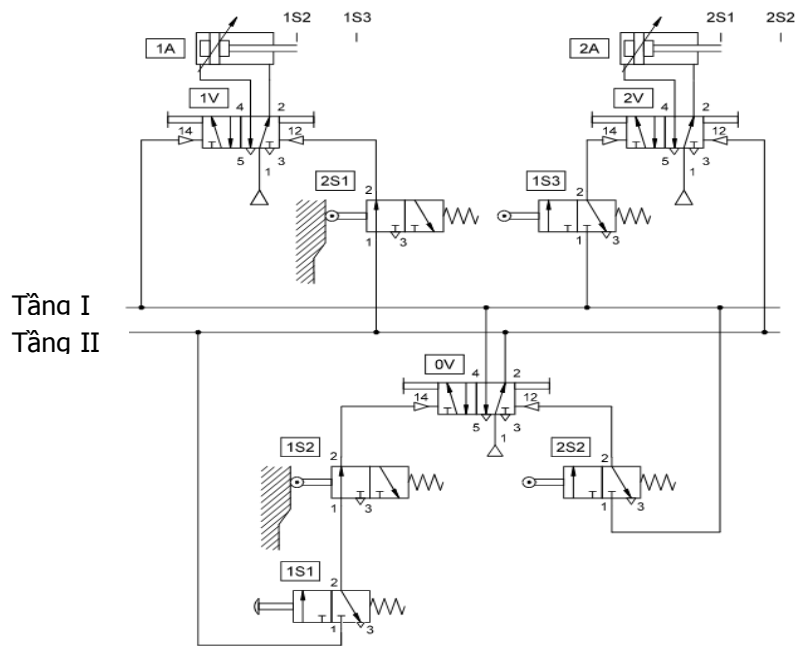 1S2 1S3 2S1 2S2
1A 2A
1V 4 2 2V 4 2
14 12 14 12
5 3 5 3
1 1
2S1 2 1S3 2
1 3 1 3
Tầng I
Tầng II
0V 4 2
14 12
5 3
1
1S2 2 2S2 2
1 3 1 3
1S1 2
1 3